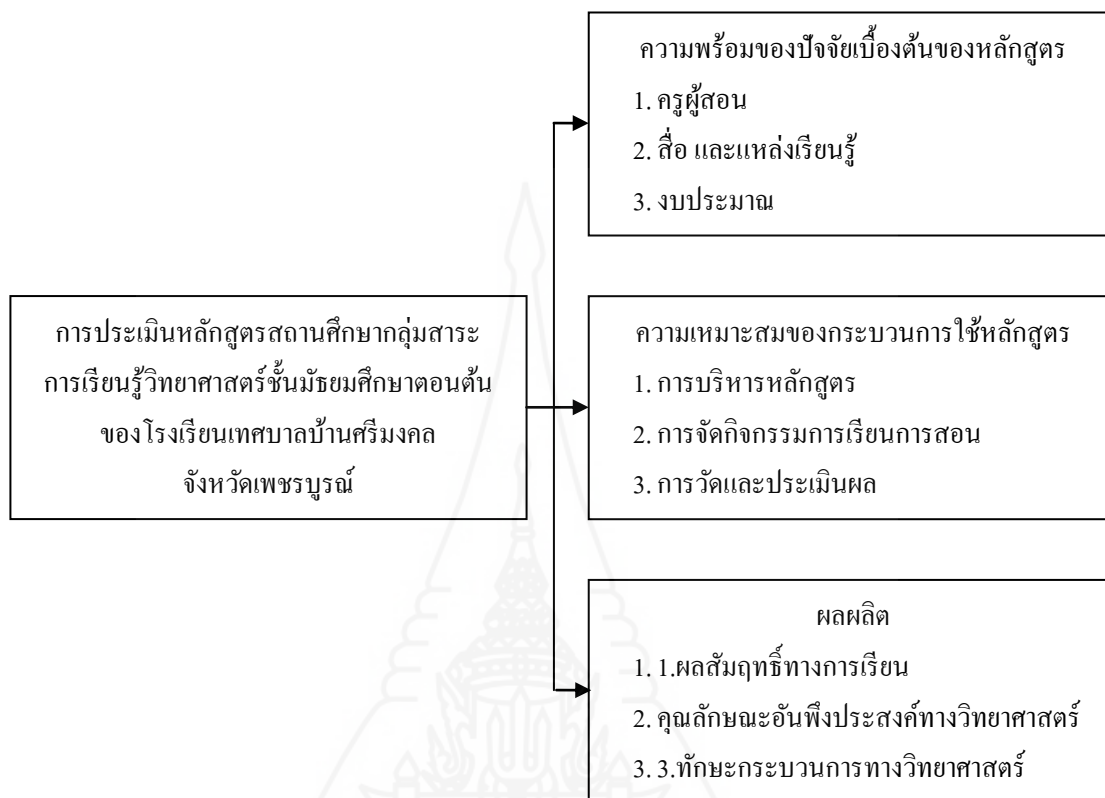 ความพร้อมของปัจจัยเบื้องต้นของหลักสูตร
1. ครูผู้สอน
2. สื่อ และแหล่งเรียนรู้
3. งบประมาณ
การประเมินหลักสูตรสถานศึกษากลุ่มสาระ
การเรียนรู้วิทยาศาสตร์ชั้นมัธยมศึกษาตอนต้น
ของโรงเรียนเทศบาลบ้านศรีมงคล
จังหวัดเพชรบูรณ์
ความเหมาะสมของกระบวนการใช้หลักสูตร
1. การบริหารหลักสูตร
2. การจัดกิจกรรมการเรียนการสอน
3. การวัดและประเมินผล
ผลผลิต
1. 1.ผลสัมฤทธิ์ทางการเรียน
2. คุณลักษณะอันพึงประสงค์ทางวิทยาศาสตร์
3. 3.ทักษะกระบวนการทางวิทยาศาสตร์